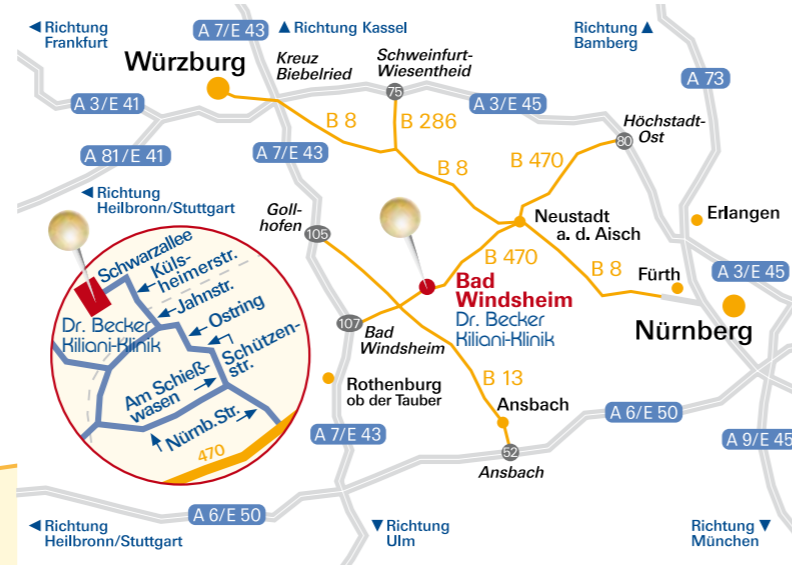 ◄ Richtung
Frankfurt
A 7/E 43
▲ Richtung Kassel
Richtung ▲
Bamberg
Würzburg
Kreuz
Biebelried
Schweinfurt-
Wiesentheid
75
A 73
A 3/E 41
A 3/E 45
B 8
B 286
Höchstadt-
Ost
80
A 81/E 41
A 7/E 43
B 8
B 470
◄ Richtung
Heilbronn/Stuttgart
Goll-
hofen
105
Neustadt
a. d. Aisch
Erlangen
Schwarzallee
Küls-
heimerstr.
Jahnstr.
Ostring
Schützen-
str.
Dr. Becker
Kiliani-Klinik
Am Schieß-
wasen
Nürnb.Str.
470
B 470
B 8
Fürth
A 3/E 45
Bad
Windsheim
Dr. Becker
Kiliani-Klinik
Nürnberg
107
Bad
Windsheim
Rothenburg
ob der Tauber
B 13
Ansbach
A 6/E 50
A 7/E 43
A 9/E 45
52
Ansbach
A 6/E 50
◄ Richtung
Heilbronn/Stuttgart
▼ Richtung
Ulm
Richtung ▼
München